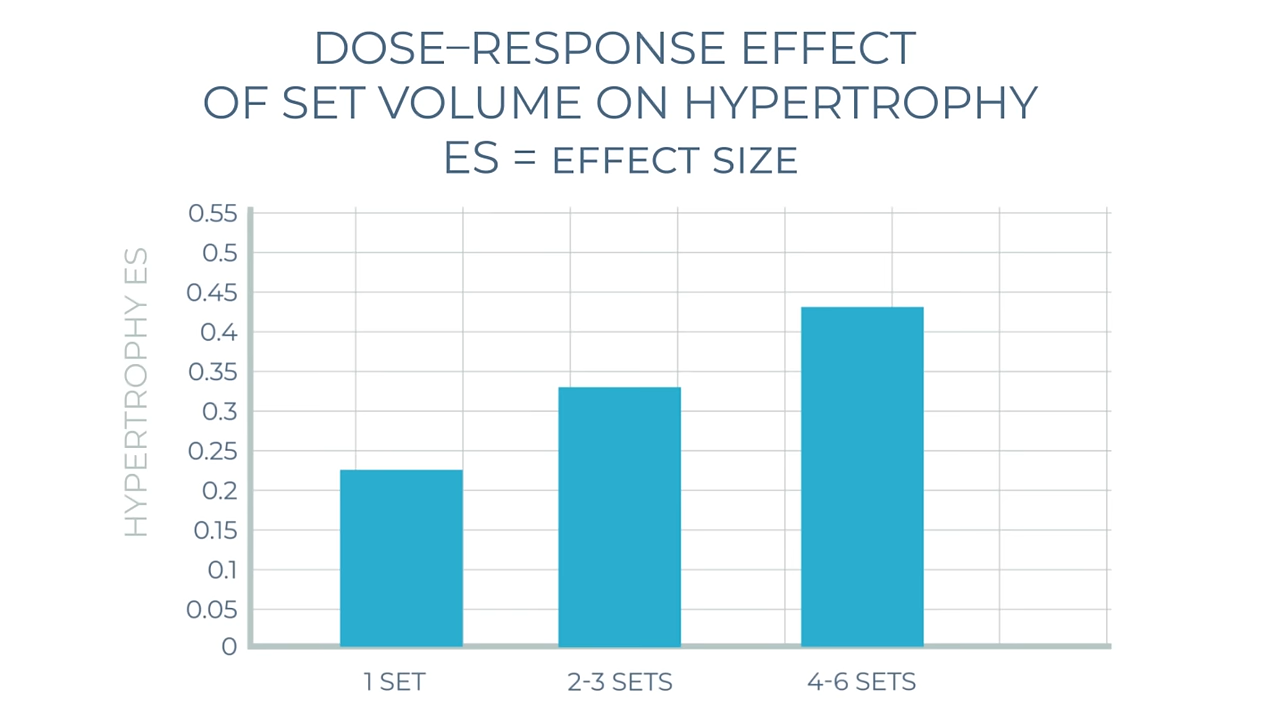 DOSE–RESPONSE EFFECT
OF SET VOLUME ON HYPERTROPHY
ES = EFFECT SIZE
HYPERTROPHY ES
0.55
0.5
0.45
0.4
0.35
0.3
0.25
0.2
0.15
0.1
0.05
0
1 SET
2-3 SETS
4-6 SETS